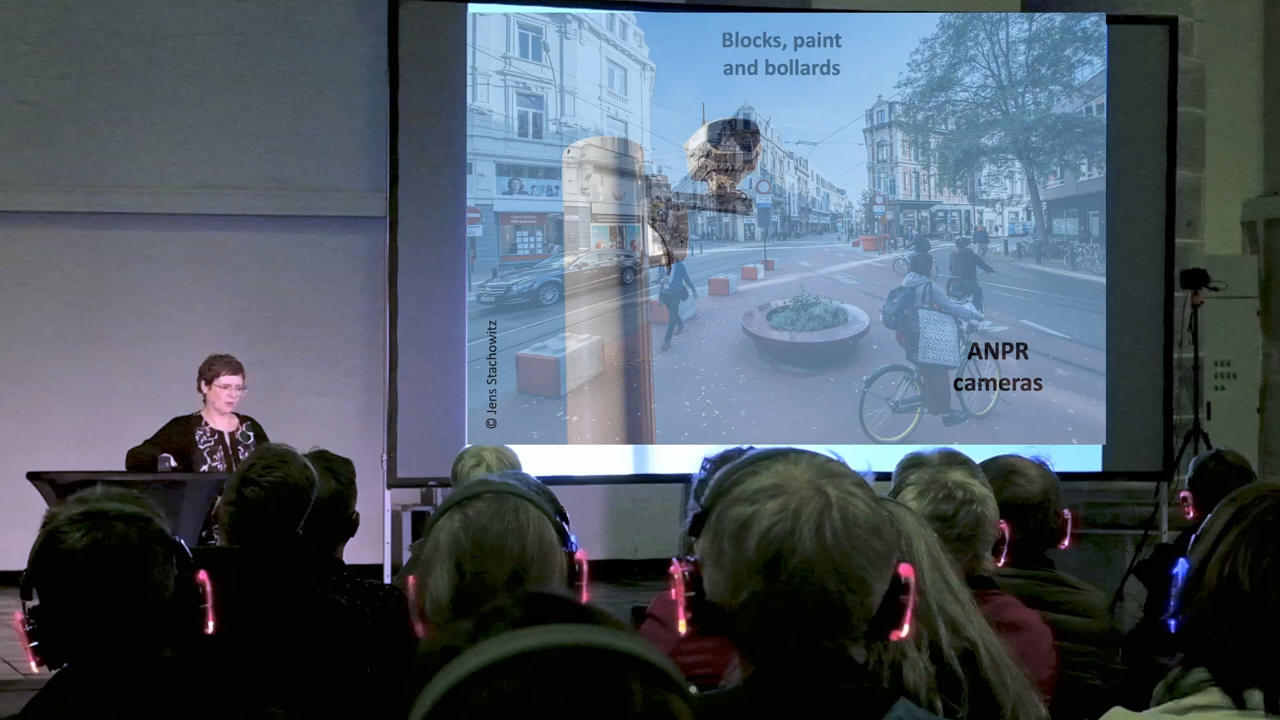 Blocks, paint
and bollards
ANPR
cameras
© Jens Stachowitz